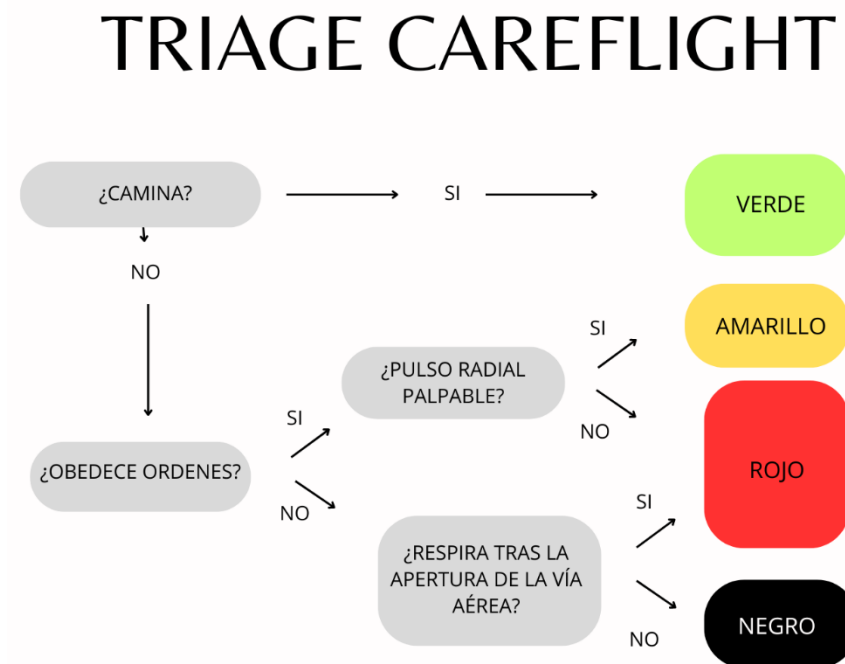 TRIAGE CAREFLIGHT
¿CAMINA?
SI
VERDE
NO
SI
AMARILLO
¿PULSO RADIAL
PALPABLE?
NO
SI
¿OBEDECE ORDENES?
NO
ROJO
SI
¿RESPIRA TRAS LA
APERTURA DE LA VÍA
AÉREA?
NO
NEGRO